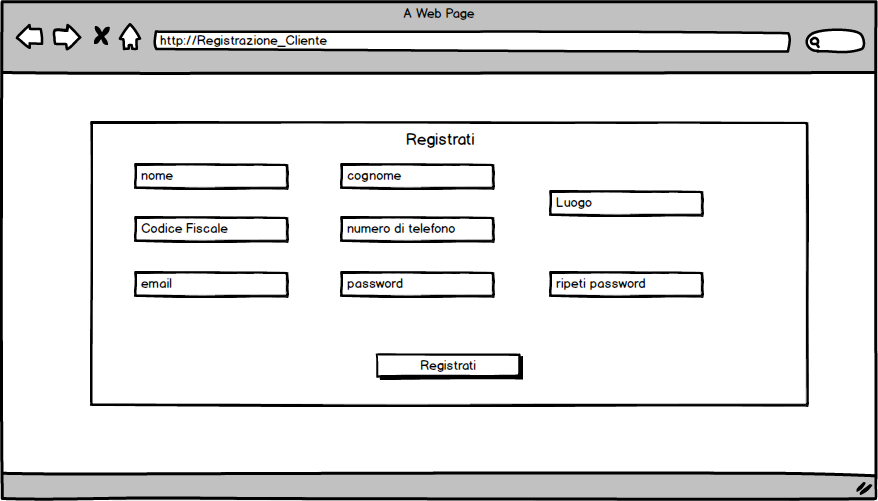 A Web Page
http://Registrazione_Cliente
Registrati
nome
cognome
Luogo
Codice Fiscale
numero di telefono
email
password
ripeti password
Registrati